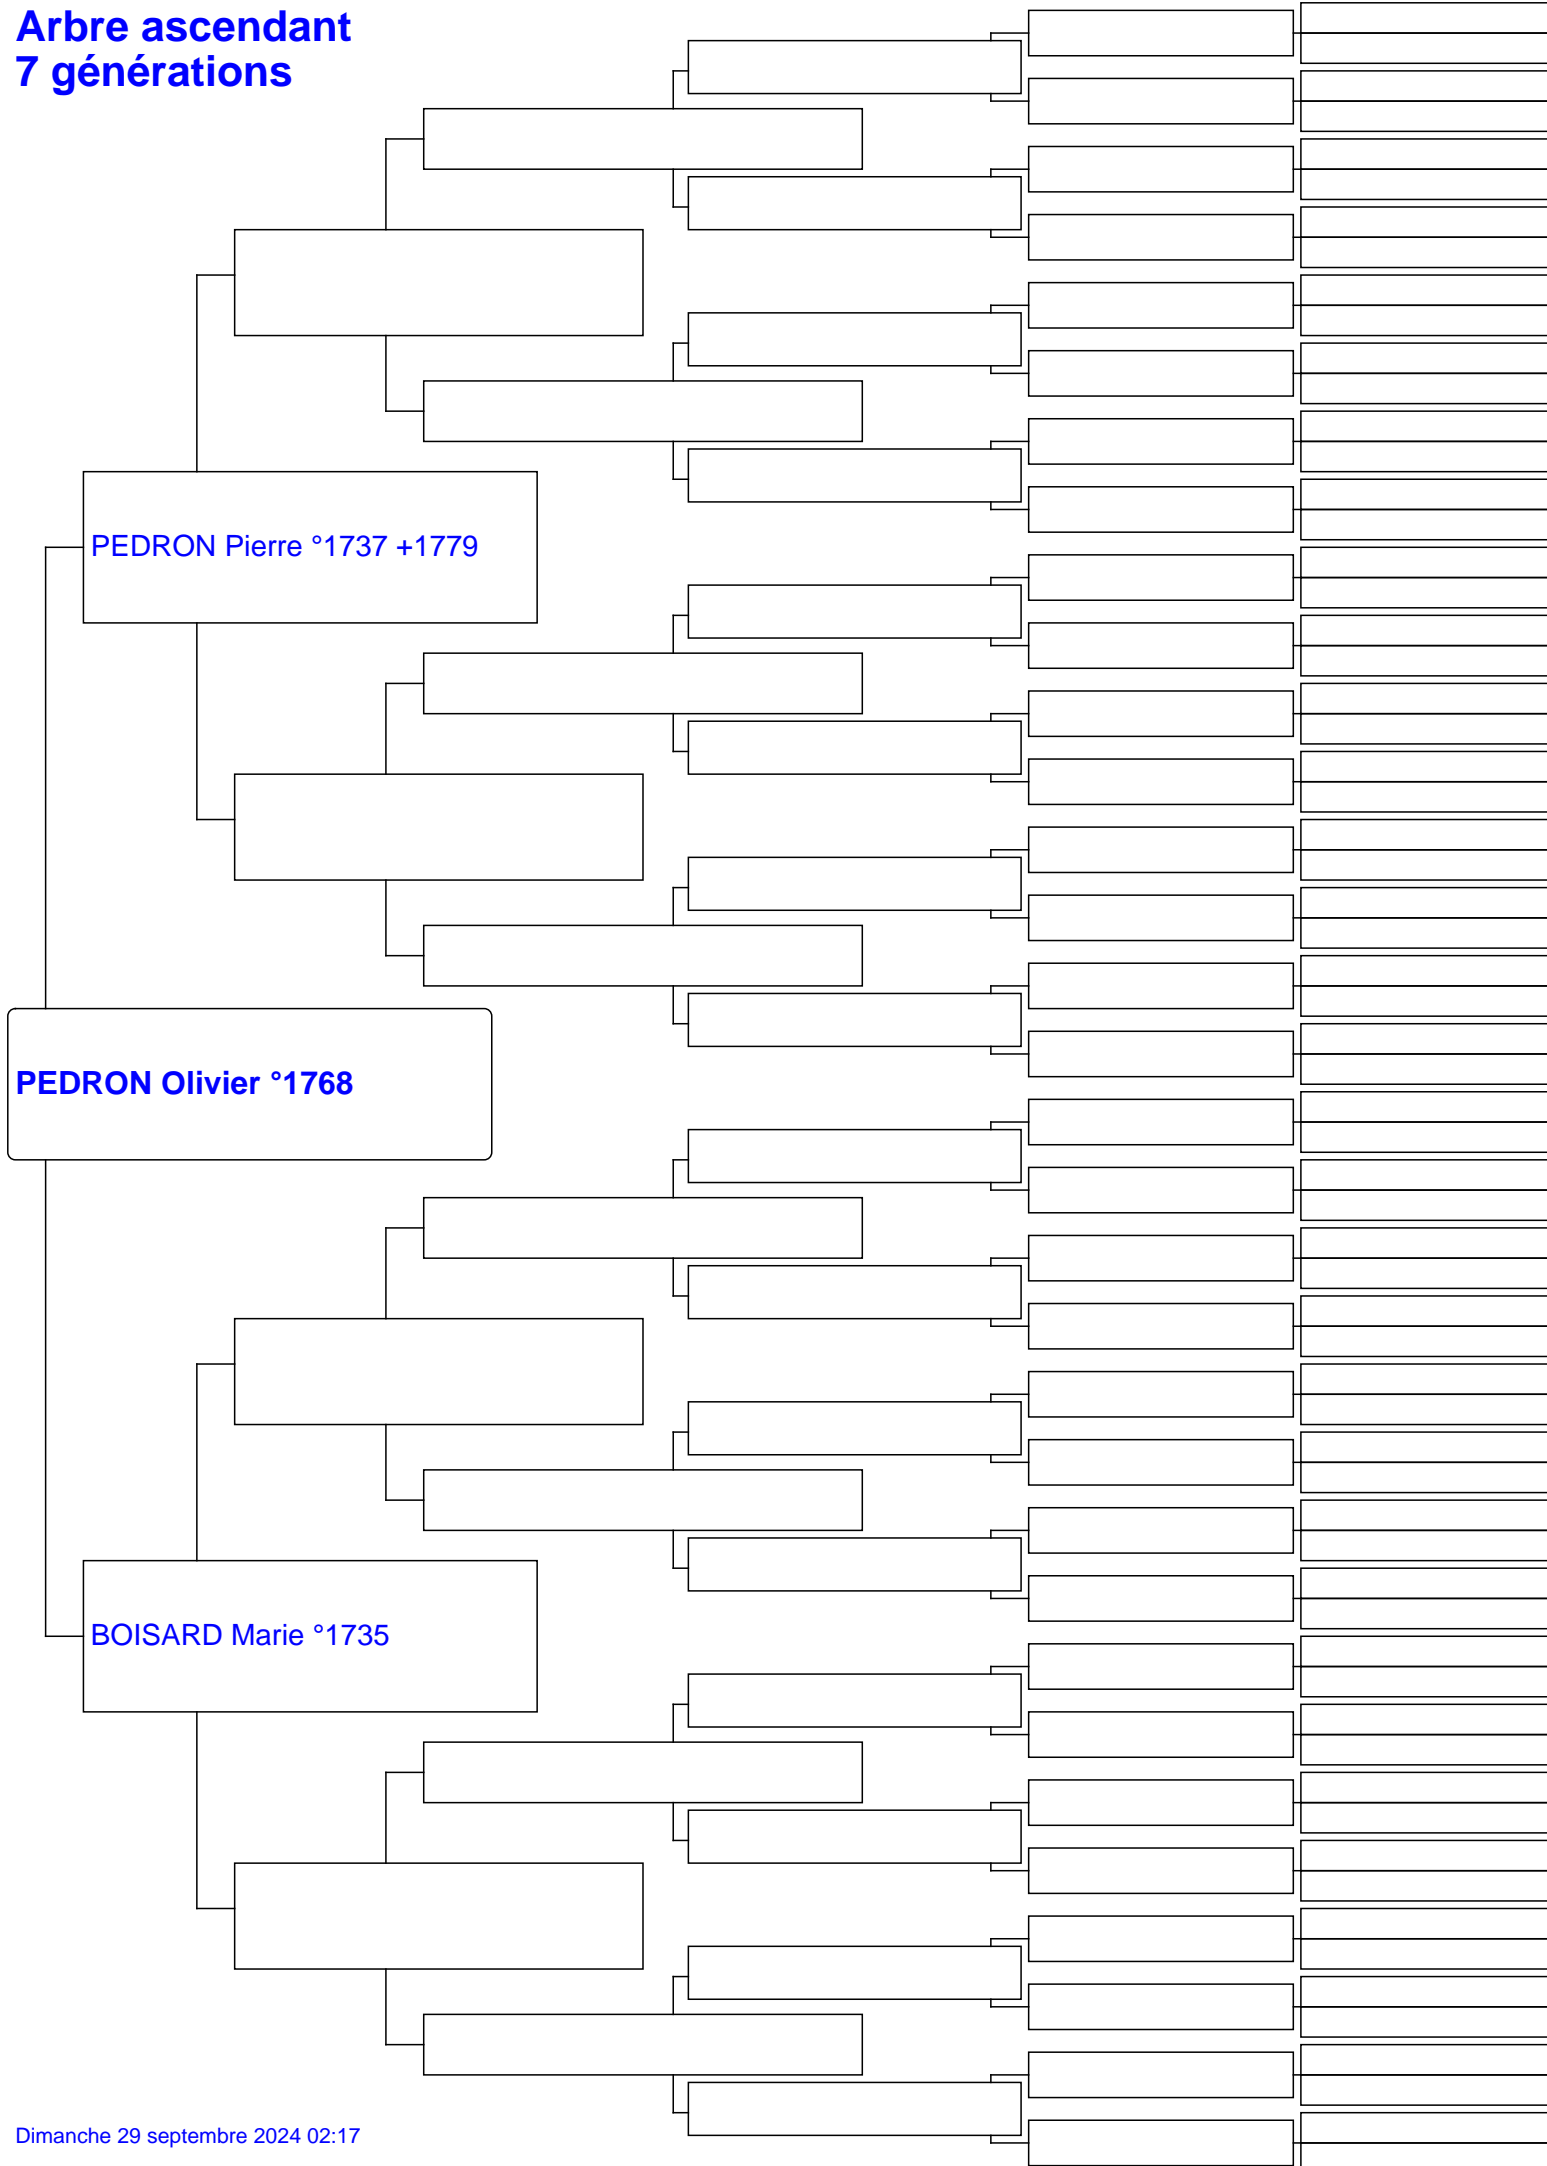 Arbre ascendant
7 générations
PEDRON Pierre °1737 +1779
PEDRON Olivier °1768
BOISARD Marie °1735
Dimanche 29 septembre 2024 02:17